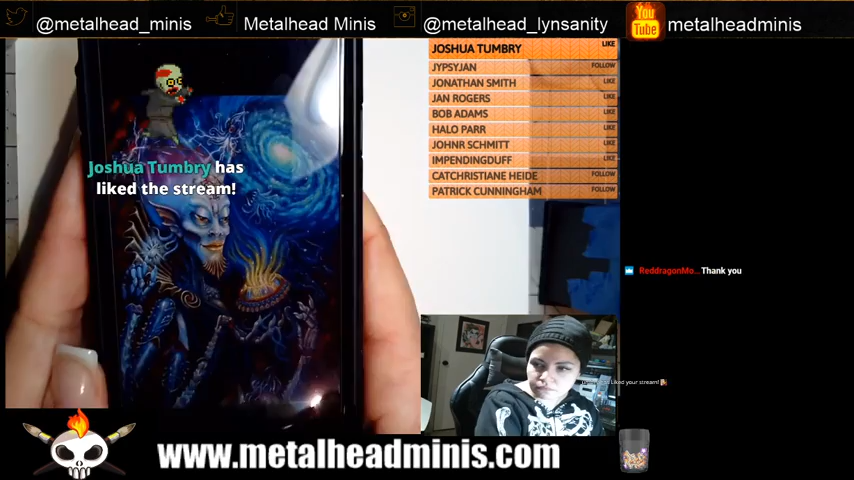 @metalhead_minis
Metalhead Minis
@metalhead_lynsanity
You
Tube
metalheadminis
JOSHUA TUMBRY LIKE
JYPSYJAN FOLLOW
JONATHAN SMITH LIKE
JAN ROGERS LIKE
BOB ADAMS LIKE
HALO PARR LIKE
JOHNR SCHMITT LIKE
IMPENDINGDUFF LIKE
CATCHRISTIANE HEIDE FOLLOW
PATRICK CUNNINGHAM FOLLOW
Joshua Tumbry has
liked the stream!
ReddragonMo... Thank you
Liked your stream!
www.metalheadminis.com